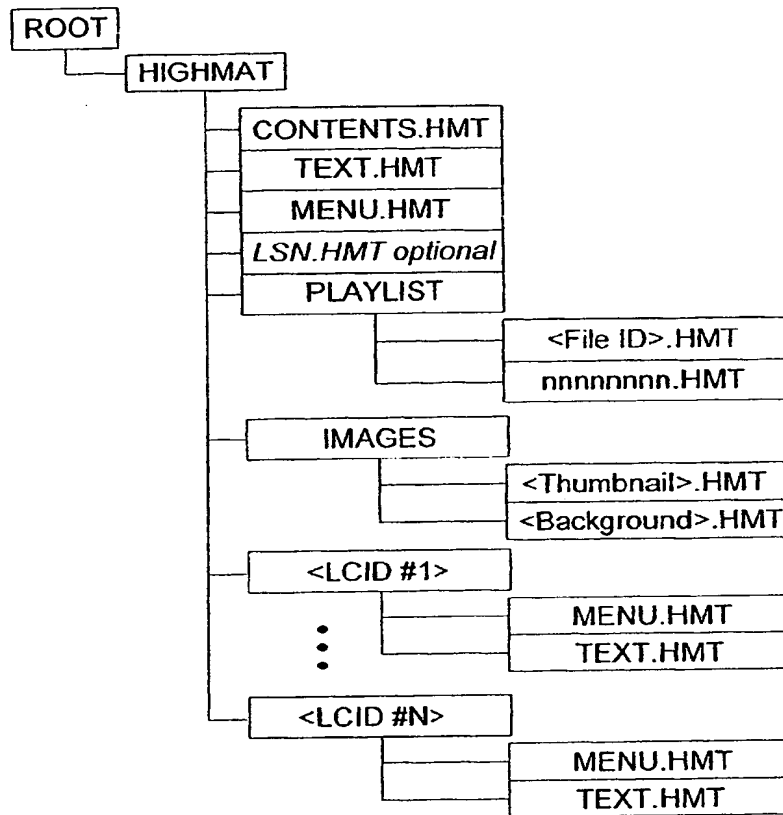 ROOT
HIGHMAT
CONTENTS.HMT
TEXT.HMT
MENU.HMT
LSN.HMT optional
PLAYLIST
<File ID>.HMT
nnnnnnnn.HMT
IMAGES
<Thumbnail>.HMT
<Background>.HMT
<LCID #1>
MENU.HMT
TEXT.HMT
<LCID #N>
MENU.HMT
TEXT.HMT